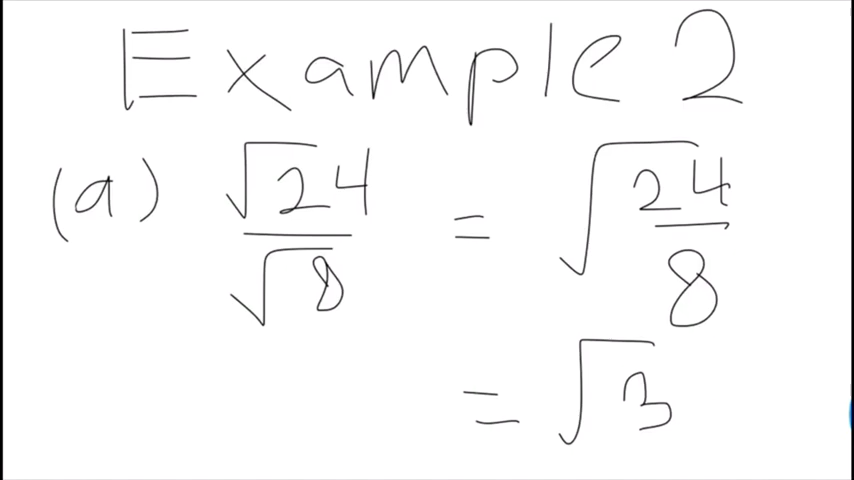 Example 2
(a) √24 / √8 = √(24 / 8)
= √3